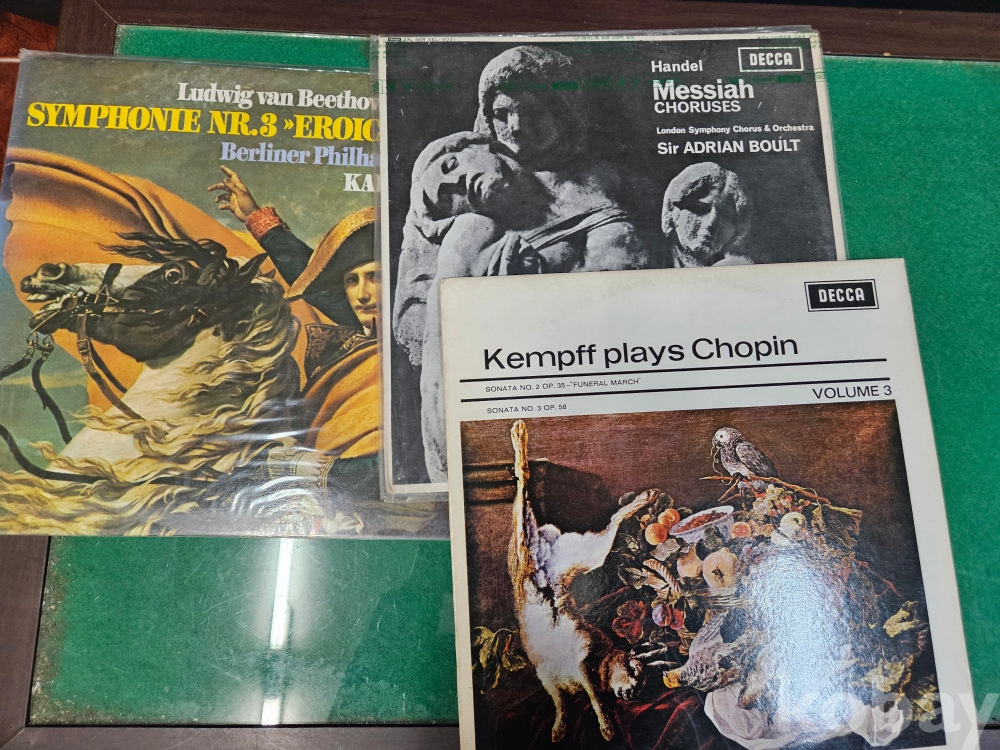 Ludwig van Beetho
SYMPHONIE NR.3 »EROIC
Berliner Philha
KA
DECCA
Handel
Messiah
CHORUSES
London Symphony Chorus & Orchestra
Sir ADRIAN BOULT
DECCA
Kempff plays Chopin
SONATA NO. 2 OP. 35–"FUNERAL MARCH"
VOLUME 3
SONATA NO. 3 OP. 58
kobay